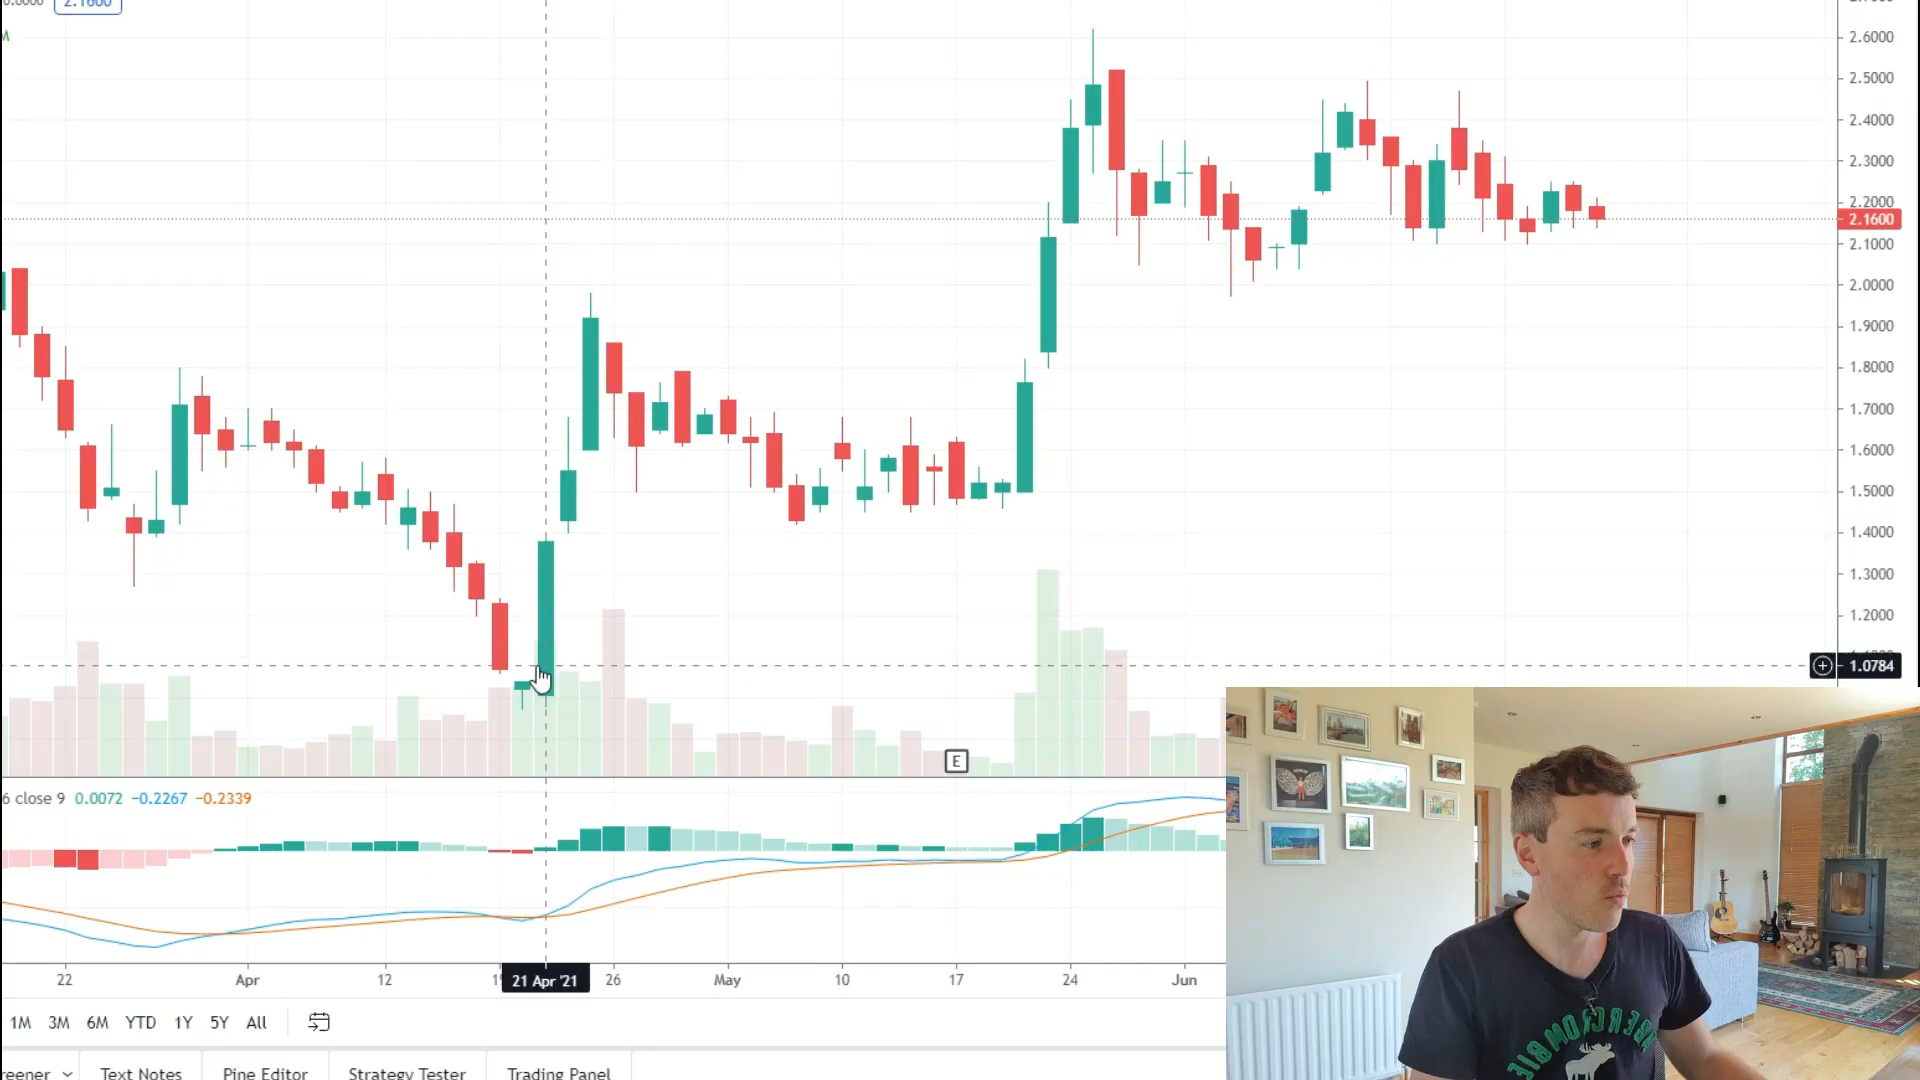 2.1600
M
2.6000
2.5000
2.4000
2.3000
2.2000
2.1600
2.1000
2.0000
1.9000
1.8000
1.7000
1.6000
1.5000
1.4000
1.3000
1.2000
1.0784
E
6 close 9 0.0072 −0.2267 −0.2339
22 Apr 12 21 Apr '21 26 May 10 17 24 Jun
1M 3M 6M YTD 1Y 5Y All
reener Text Notes Pine Editor Strategy Tester Trading Panel
ABERCROMBIE